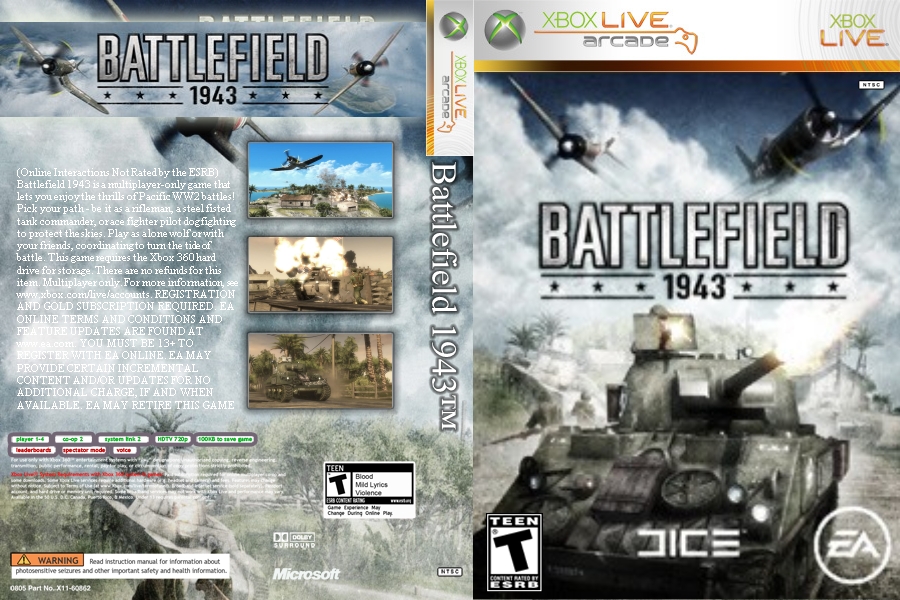 BATTLEFIELD
BATTLEFIELD
1943
(Online Interactions Not Rated by the ESRB)
Battlefield 1943 is a multiplayer-only game that
lets you enjoy the thrills of Pacific WW2 battles!
Pick your path - be it as a rifleman, a steel fisted
tank commander, or ace fighter pilot dogfighting
to protect the skies. Play as a lone wolf or with
your friends, coordinating to turn the tide of
battle. This game requires the Xbox 360 hard
drive for storage. There are no refunds for this
item. Multiplayer only. For more information, see
www.xbox.com/live/accounts. REGISTRATION
AND GOLD SUBSCRIPTION REQUIRED. EA
ONLINE TERMS AND CONDITIONS AND
FEATURE UPDATES ARE FOUND AT
www.ea.com. YOU MUST BE 13+ TO
REGISTER WITH EA ONLINE. EA MAY
PROVIDE CERTAIN INCREMENTAL
CONTENT AND/OR UPDATES FOR NO
ADDITIONAL CHARGE, IF AND WHEN
AVAILABLE. EA MAY RETIRE THIS GAME
player 1-4 co-op 2 system link 2 HDTV 720p 100KB to save game
leaderboards spectator mode voice
TEEN
T
Blood
Mild Lyrics
Violence
ESRB CONTENT RATING www.esrb.org
Game Experience May
Change During Online Play.
DOLBY
SURROUND
WARNING Read instruction manual for information about
photosensitive seizures and other important safety and health information.
Microsoft
0805 Part No. X11-60862
XBOX LIVE
arcade
Battlefield 1943™
NTSC
XBOX LIVE
arcade
XBOX
LIVE
NTSC
BATTLEFIELD
1943
TEEN
T
CONTENT RATED BY
ESRB
DICE
EA